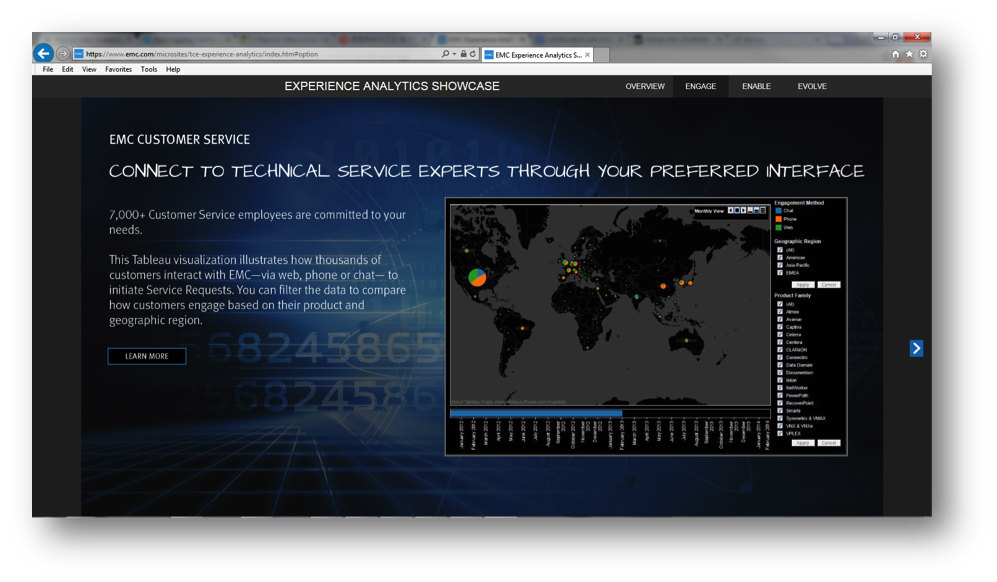 https://www.emc.com/microsites/tce-experience-analytics/index.htm#option
EMC Experience Analytics S...
File Edit View Favorites Tools Help
EXPERIENCE ANALYTICS SHOWCASE
OVERVIEW ENGAGE ENABLE EVOLVE
EMC CUSTOMER SERVICE
CONNECT TO TECHNICAL SERVICE EXPERTS THROUGH YOUR PREFERRED INTERFACE
7,000+ Customer Service employees are committed to your
needs.
This Tableau visualization illustrates how thousands of
customers interact with EMC—via web, phone or chat— to
initiate Service Requests. You can filter the data to compare
how customers engage based on their product and
geographic region.
LEARN MORE
68245865
Monthly View
Engagement Method
Chat
Phone
Web
Geographic Region
(All)
Americas
Asia Pacific
EMEA
Apply Cancel
Product Family
(All)
Atmos
Avamar
Captiva
Celerra
Centera
CLARiiON
Connectrix
Data Domain
Documentum
Isilon
NetWorker
PowerPath
RecoverPoint
Smarts
Symmetrix & VMAX
VNX & VNXe
VPLEX
Apply Cancel
January 2012
February 2012
March 2012
April 2012
May 2012
June 2012
July 2012
August 2012
September 2012
October 2012
November 2012
December 2012
January 2013
February 2013
March 2013
April 2013
May 2013
June 2013
July 2013
August 2013
September 2013
October 2013
November 2013
December 2013
January 2014
February 2014